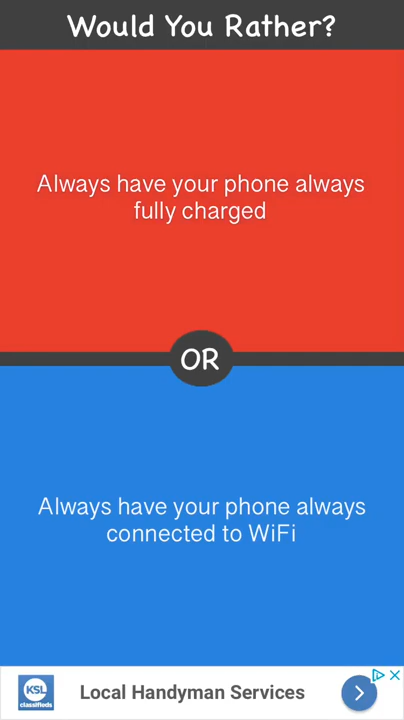 Would You Rather?
Always have your phone always
fully charged
OR
Always have your phone always
connected to WiFi
KSL
classifieds
Local Handyman Services